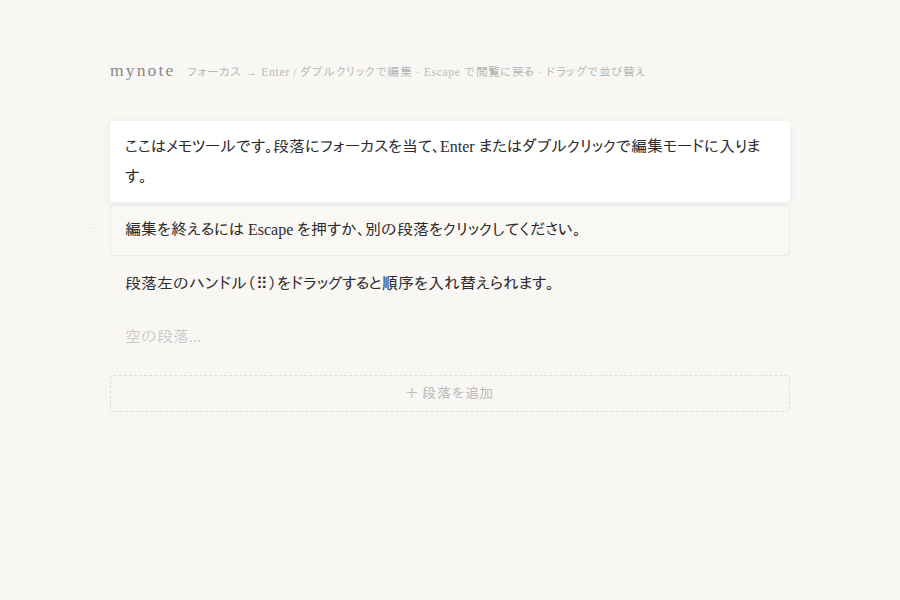 mynote フォーカス → Enter / ダブルクリックで編集 · Escape で閲覧に戻る · ドラッグで並び替え
ここはメモツールです。段落にフォーカスを当て、Enter またはダブルクリックで編集モードに入りま
す。
編集を終えるには Escape を押すか、別の段落をクリックしてください。
段落左のハンドル（⠿）をドラッグすると順序を入れ替えられます。
空の段落...
＋ 段落を追加